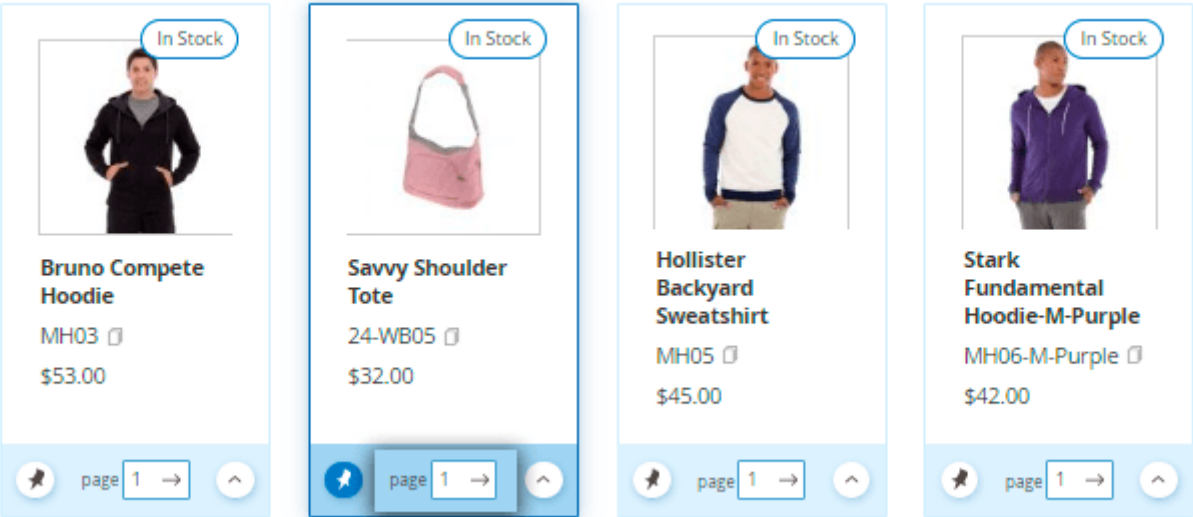 In Stock
Bruno Compete
Hoodie
MH03
$53.00
page 1 →
In Stock
Savvy Shoulder
Tote
24-WB05
$32.00
page 1 →
In Stock
Hollister
Backyard
Sweatshirt
MH05
$45.00
page 1 →
In Stock
Stark
Fundamental
Hoodie-M-Purple
MH06-M-Purple
$42.00
page 1 →